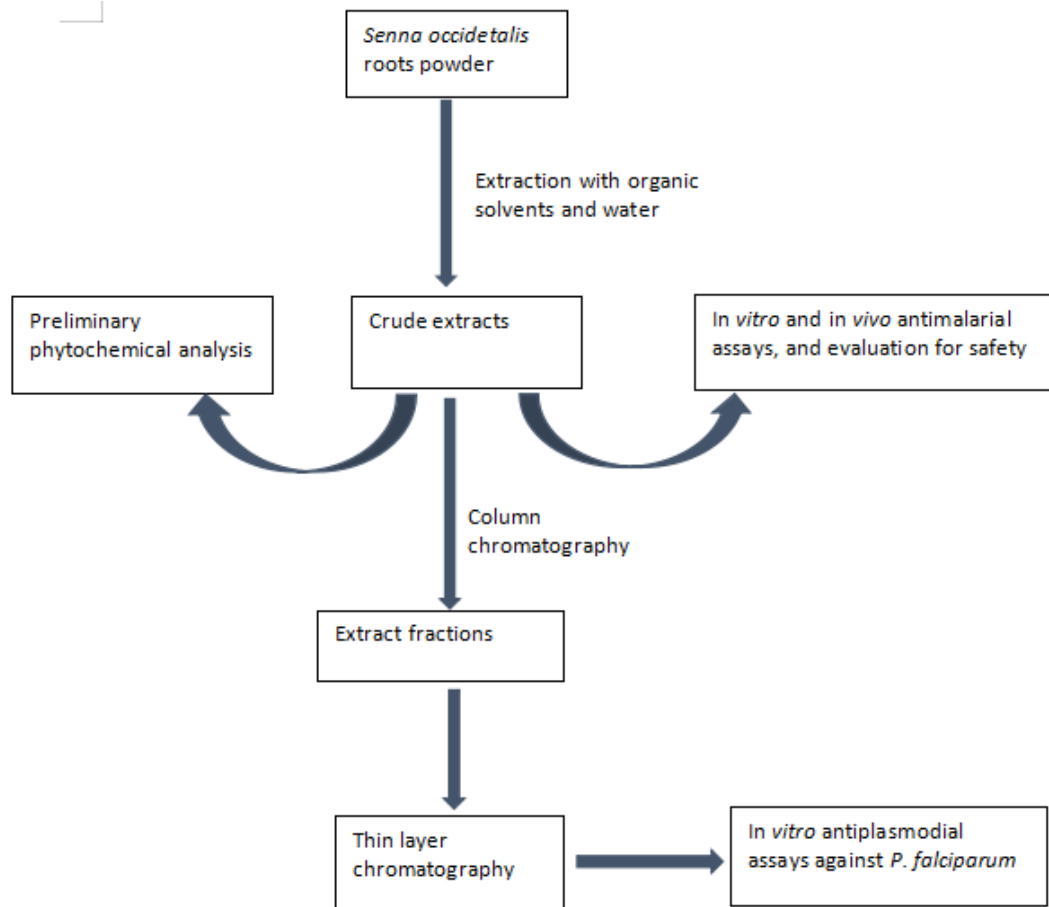 Senna occidetalis
roots powder
Extraction with organic
solvents and water
Preliminary
phytochemical analysis
Crude extracts
In vitro and in vivo antimalarial
assays, and evaluation for safety
Column
chromatography
Extract fractions
Thin layer
chromatography
In vitro antiplasmodial
assays against P. falciparum